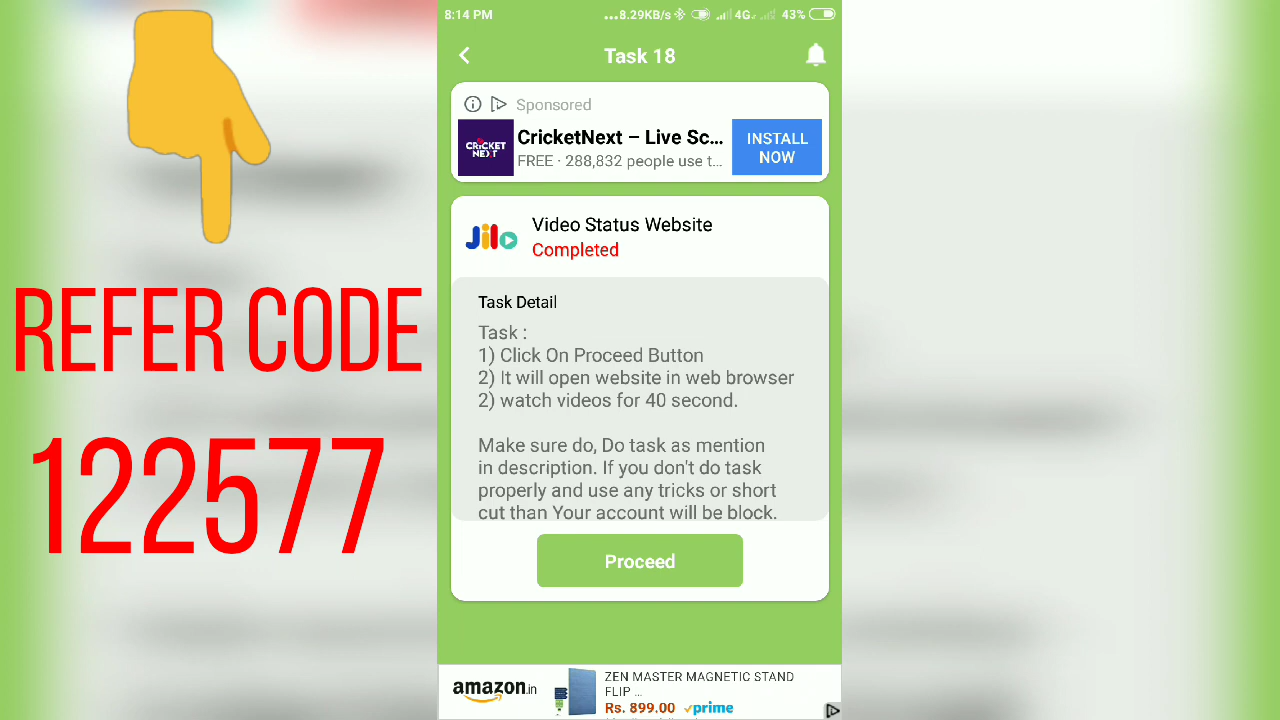 REFER CODE
122577
8:14 PM
...8.29KB/s 4G 43%
Task 18
Sponsored
CRICKET
NEXT
CricketNext – Live Sc...
FREE · 288,832 people use t...
INSTALL
NOW
Jilo
Video Status Website
Completed
Task Detail
Task :
1) Click On Proceed Button
2) It will open website in web browser
2) watch videos for 40 second.
Make sure do, Do task as mention
in description. If you don't do task
properly and use any tricks or short
cut than Your account will be block.
Proceed
amazon.in
ZEN MASTER MAGNETIC STAND
FLIP ...
Rs. 899.00 prime